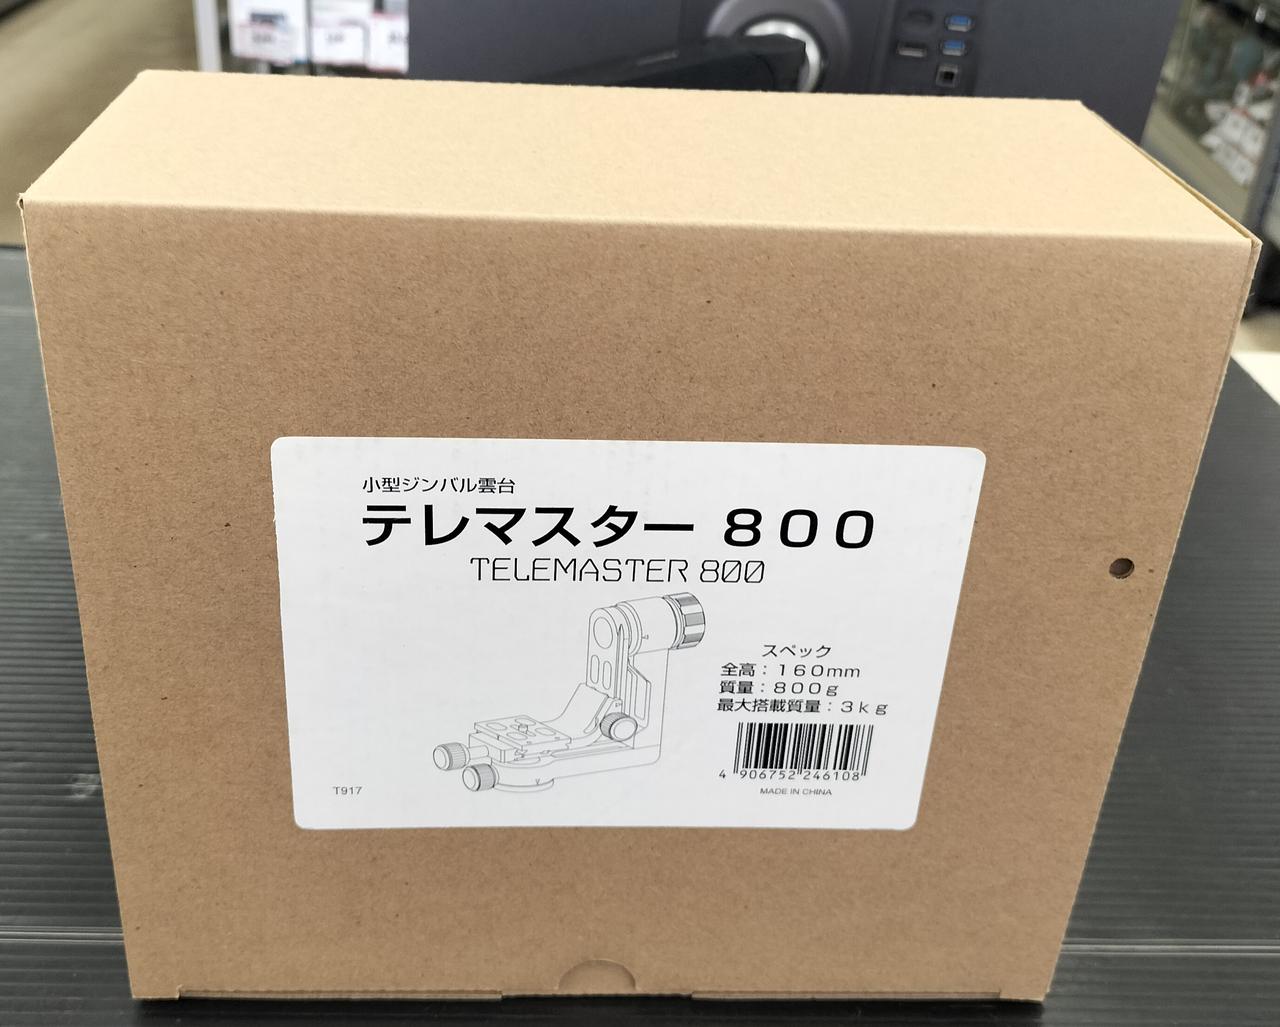 小型ジンバル雲台
テレマスター ８００
TELEMASTER 800
スペック
全高：１６０mm
質量：８００ｇ
最大搭載質量：３ｋｇ
4 906752 246108
MADE IN CHINA
T917